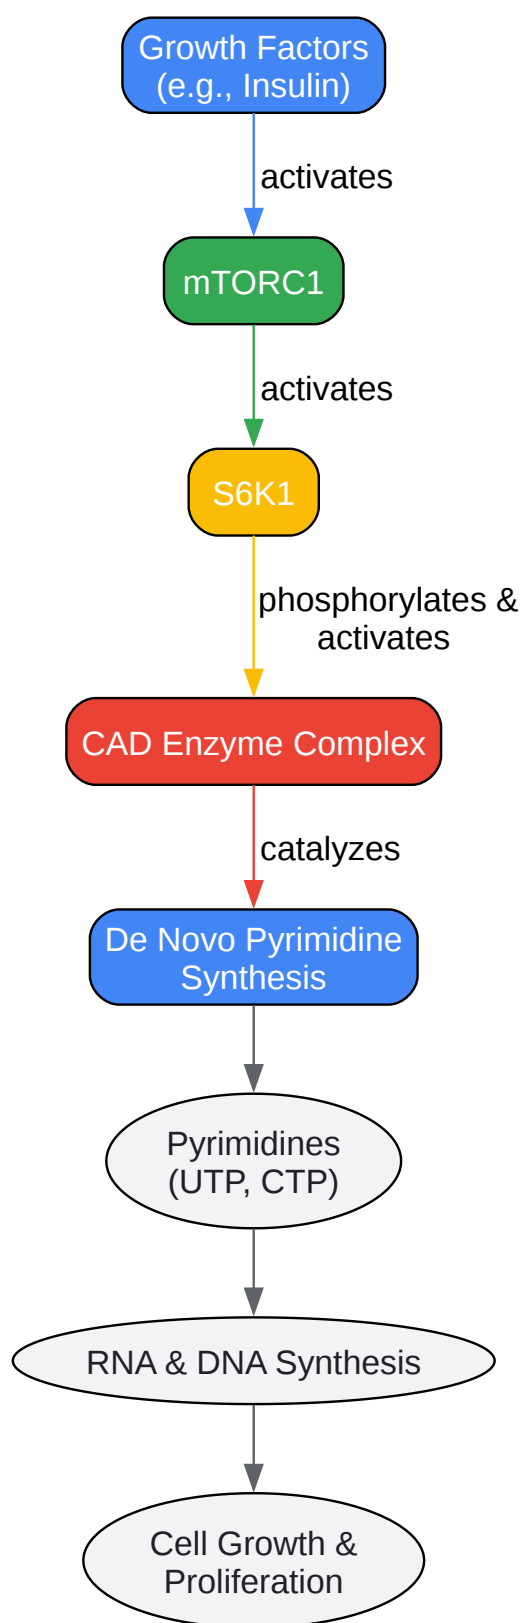 Growth Factors
(e.g., Insulin)
activates
mTORC1
activates
S6K1
phosphorylates &
activates
CAD Enzyme Complex
catalyzes
De Novo Pyrimidine
Synthesis
Pyrimidines
(UTP, CTP)
RNA & DNA Synthesis
Cell Growth &
Proliferation